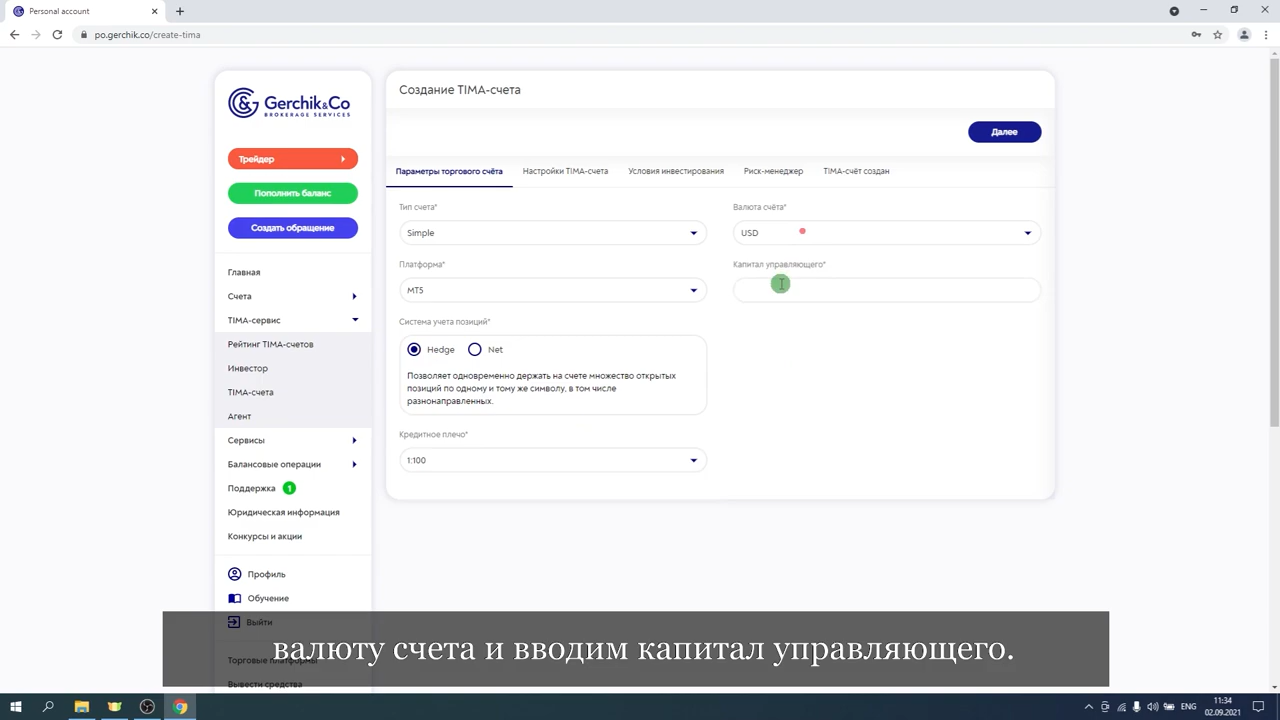 Personal account
po.gerchik.co/create-tima
Gerchik&Co
BROKERAGE SERVICES
Трейдер
Пополнить баланс
Создать обращение
Главная
Счета
TIMA-сервис
Рейтинг TIMA-счетов
Инвестор
TIMA-счета
Агент
Сервисы
Балансовые операции
Поддержка 1
Юридическая информация
Конкурсы и акции
Профиль
Обучение
Выйти
Торговые платформы
Вывести средства
Создание TIMA-счета
Далее
Параметры торгового счёта Настройки TIMA-счета Условия инвестирования Риск-менеджер TIMA-счёт создан
Тип счета*
Simple
Валюта счёта*
USD
Платформа*
MT5
Капитал управляющего*
Система учета позиций*
Hedge Net
Позволяет одновременно держать на счете множество открытых
позиций по одному и тому же символу, в том числе
разнонаправленных.
Кредитное плечо*
1:100
валюту счета и вводим капитал управляющего.
ENG
11:34
02.09.2021